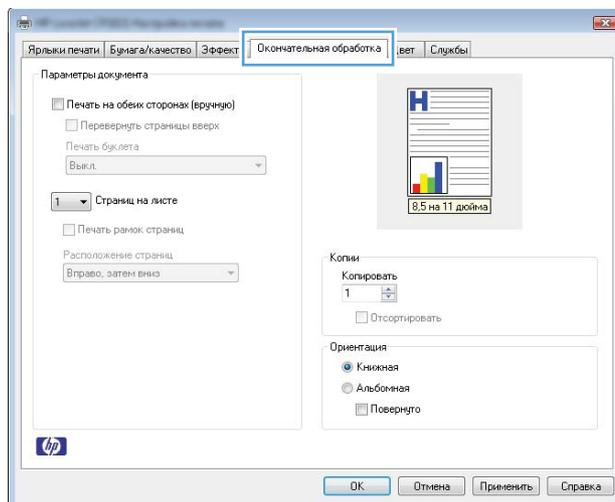 Ярлыки печати
Бумага/качество
Эффект
Окончательная обработка
вет
Службы
Параметры документа
Печать на обеих сторонах (вручную)
Перевернуть страницы вверх
Печать буклета
Выкл.
1 Страниц на листе
Печать рамок страниц
Расположение страниц
Вправо, затем вниз
H
8,5 на 11 дюйма
Копии
Копировать
1
Отсортировать
Ориентация
Книжная
Альбомная
Повернуто
hp
OK
Отмена
Применить
Справка